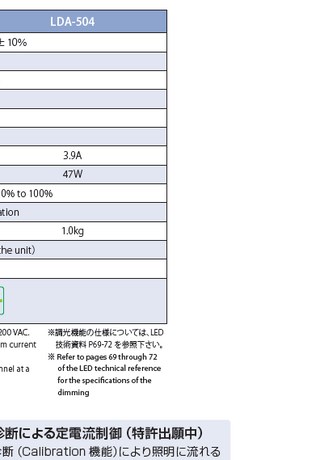 LDA-504
± 10%
3.9A
47W
0% to 100%
ation
1.0kg
the unit）
200 VAC.
m current
nnel at a
※調光機能の仕様については、LED
技術資料 P69-72 を参照下さい。
※ Refer to pages 69 through 72
of the LED technical reference
for the specifications of the
dimming
診断による定電流制御（特許出願中）
診断（Calibration 機能）により照明に流れる